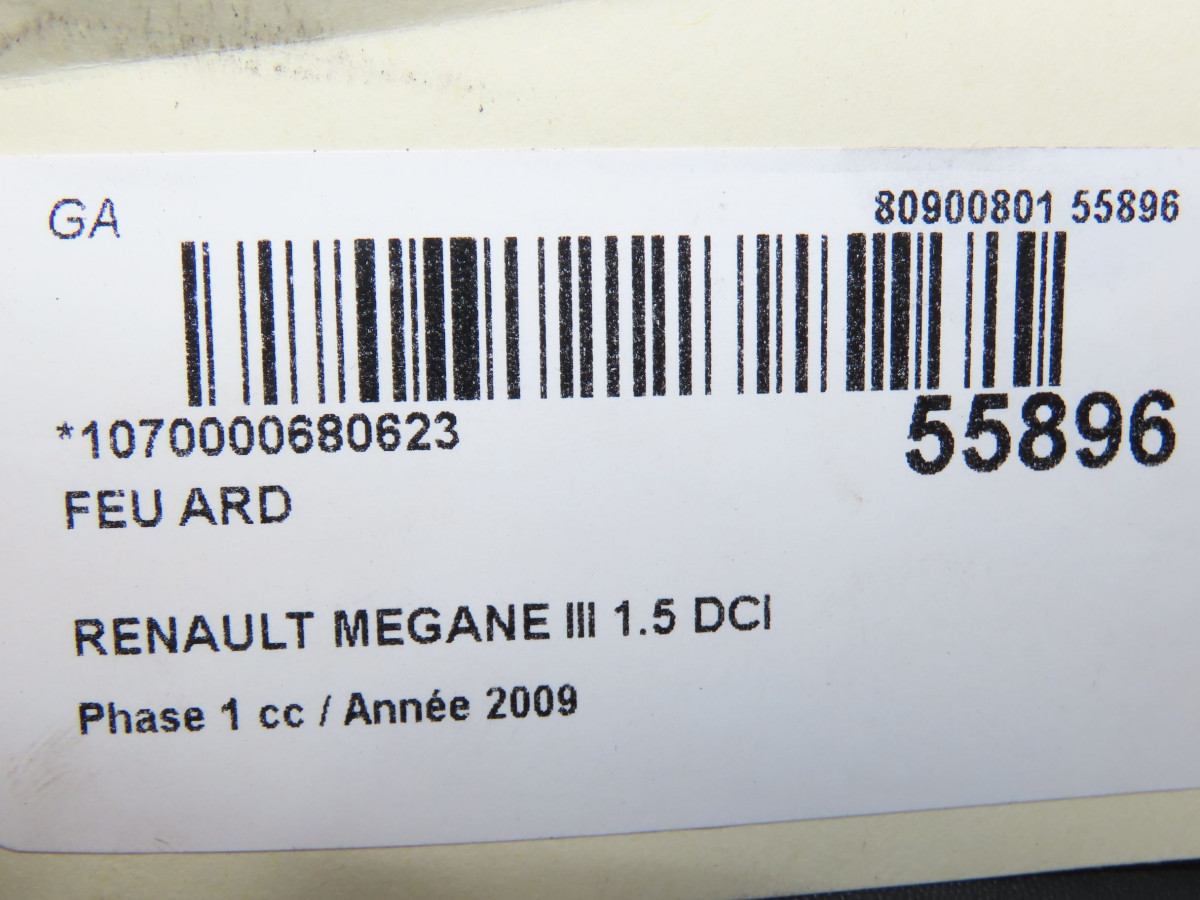 GA
80900801 55896
*1070000680623
55896
FEU ARD
RENAULT MEGANE III 1.5 DCI
Phase 1 cc / Année 2009